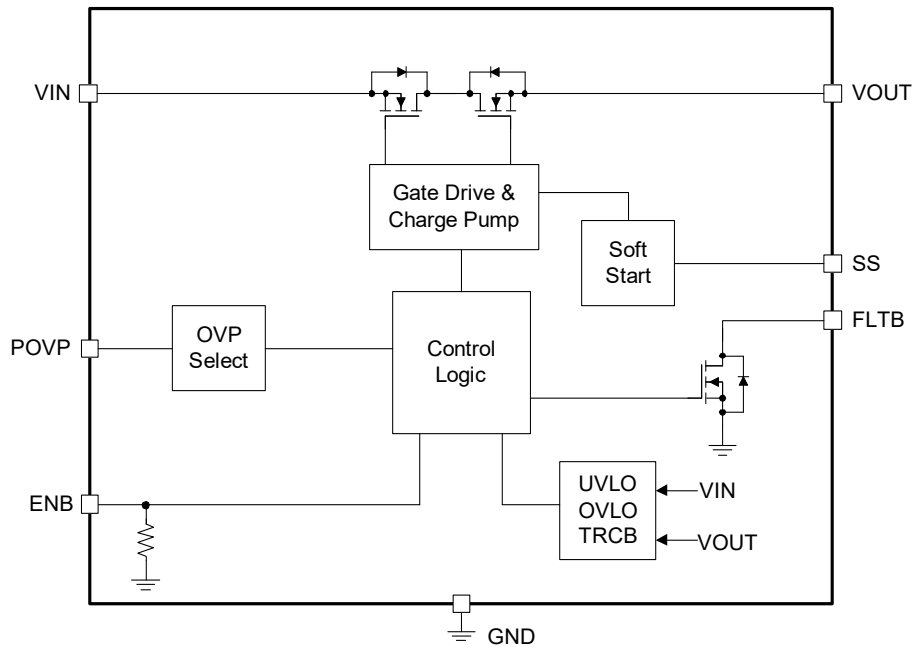 VIN
VOUT
Gate Drive &
Charge Pump
Soft
Start
SS
FLTB
POVP
OVP
Select
Control
Logic
ENB
UVLO
OVLO
TRCB
VIN
VOUT
GND